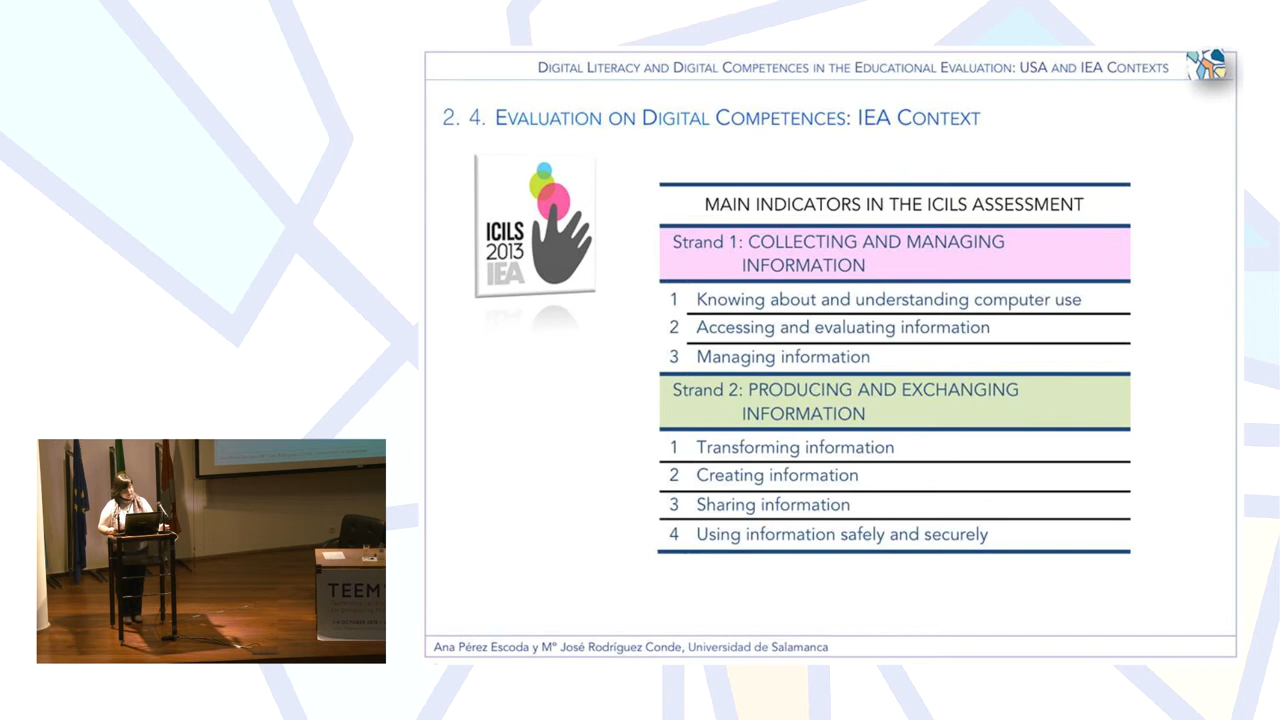 DIGITAL LITERACY AND DIGITAL COMPETENCES IN THE EDUCATIONAL EVALUATION: USA AND IEA CONTEXTS
2. 4. EVALUATION ON DIGITAL COMPETENCES: IEA CONTEXT
ICILS
2013
IEA
MAIN INDICATORS IN THE ICILS ASSESSMENT
Strand 1: COLLECTING AND MANAGING
INFORMATION
1 Knowing about and understanding computer use
2 Accessing and evaluating information
3 Managing information
Strand 2: PRODUCING AND EXCHANGING
INFORMATION
1 Transforming information
2 Creating information
3 Sharing information
4 Using information safely and securely
TEEM
Ana Pérez Escoda y Mª José Rodríguez Conde, Universidad de Salamanca